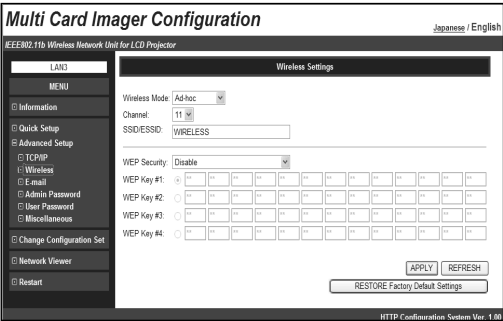 Multi Card Imager Configuration
Japanese / English
IEEE802.11b Wireless Network Unit for LCD Projector
LAN3
MENU
Information
Quick Setup
Advanced Setup
TCP/IP
Wireless
E-mail
Admin Password
User Password
Miscellaneous
Change Configuration Set
Network Viewer
Restart
Wireless Settings
Wireless Mode: Ad-hoc
Channel: 11
SSID/ESSID: WIRELESS
WEP Security: Disable
WEP Key #1: ** ** ** ** ** ** ** ** ** ** ** ** **
WEP Key #2: ** ** ** ** ** ** ** ** ** ** ** ** **
WEP Key #3: ** ** ** ** ** ** ** ** ** ** ** ** **
WEP Key #4: ** ** ** ** ** ** ** ** ** ** ** ** **
APPLY REFRESH
RESTORE Factory Default Settings
HTTP Configuration System Ver. 1.00